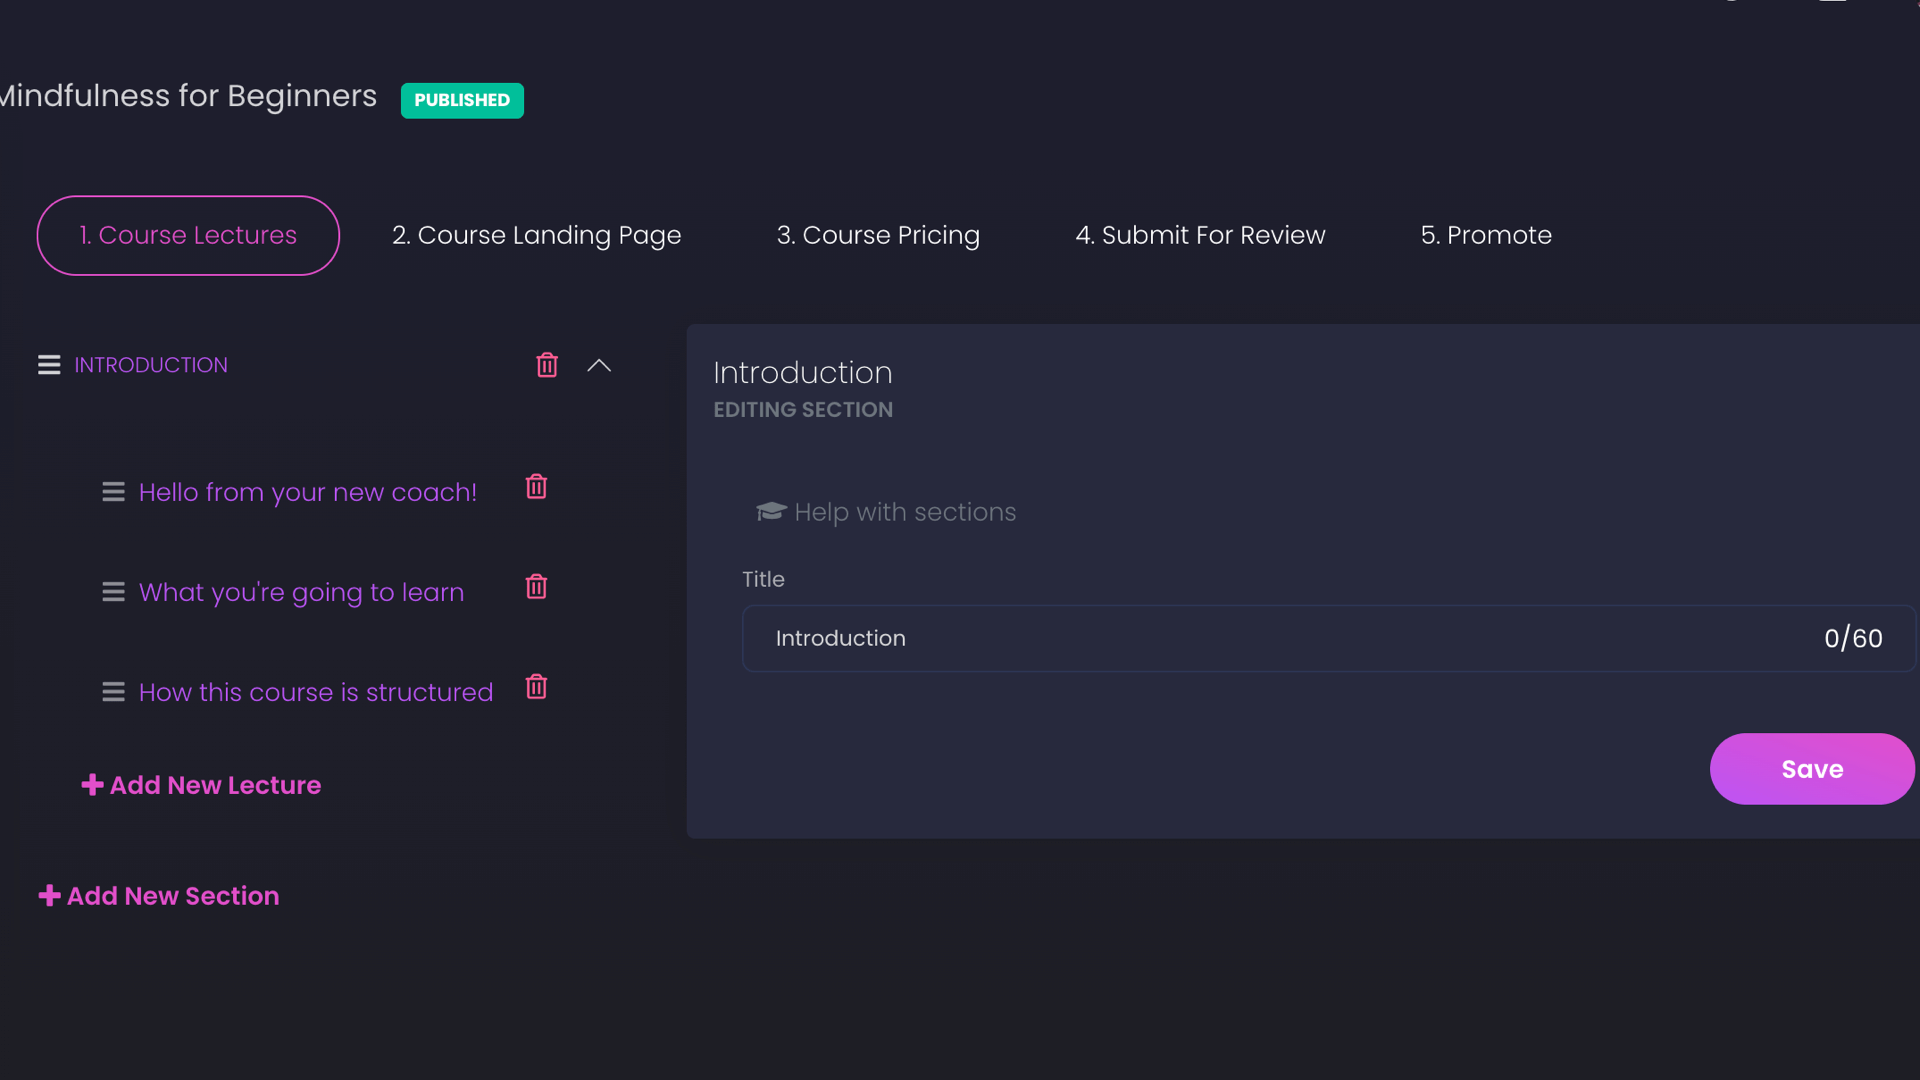 Mindfulness for Beginners PUBLISHED
1. Course Lectures 2. Course Landing Page 3. Course Pricing 4. Submit For Review 5. Promote
INTRODUCTION
Hello from your new coach!
What you're going to learn
How this course is structured
Add New Lecture
Add New Section
Introduction
EDITING SECTION
Help with sections
Title
Introduction 0/60
Save